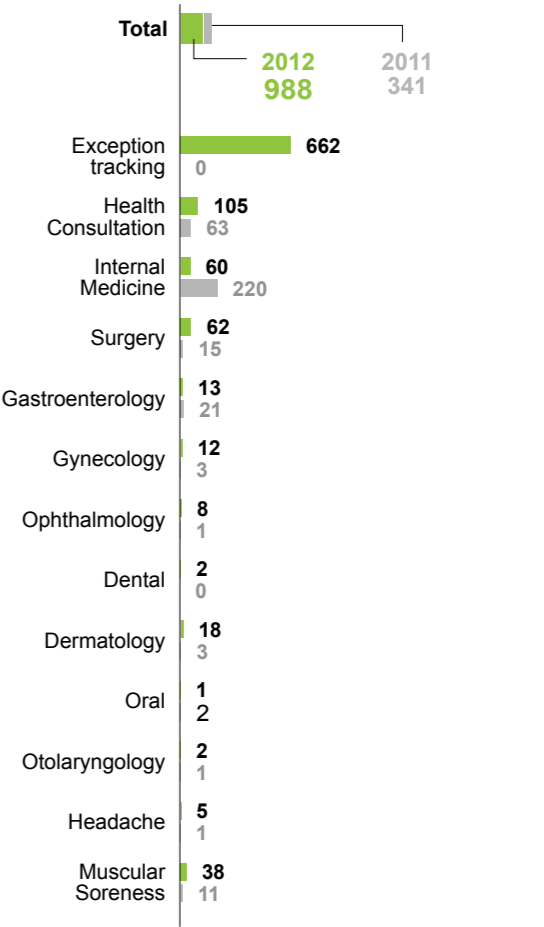 Total
2012
988
2011
341
Exception
tracking
662
0
Health
Consultation
105
63
Internal
Medicine
60
220
Surgery
62
15
Gastroenterology
13
21
Gynecology
12
3
Ophthalmology
8
1
Dental
2
0
Dermatology
18
3
Oral
1
2
Otolaryngology
2
1
Headache
5
1
Muscular
Soreness
38
11